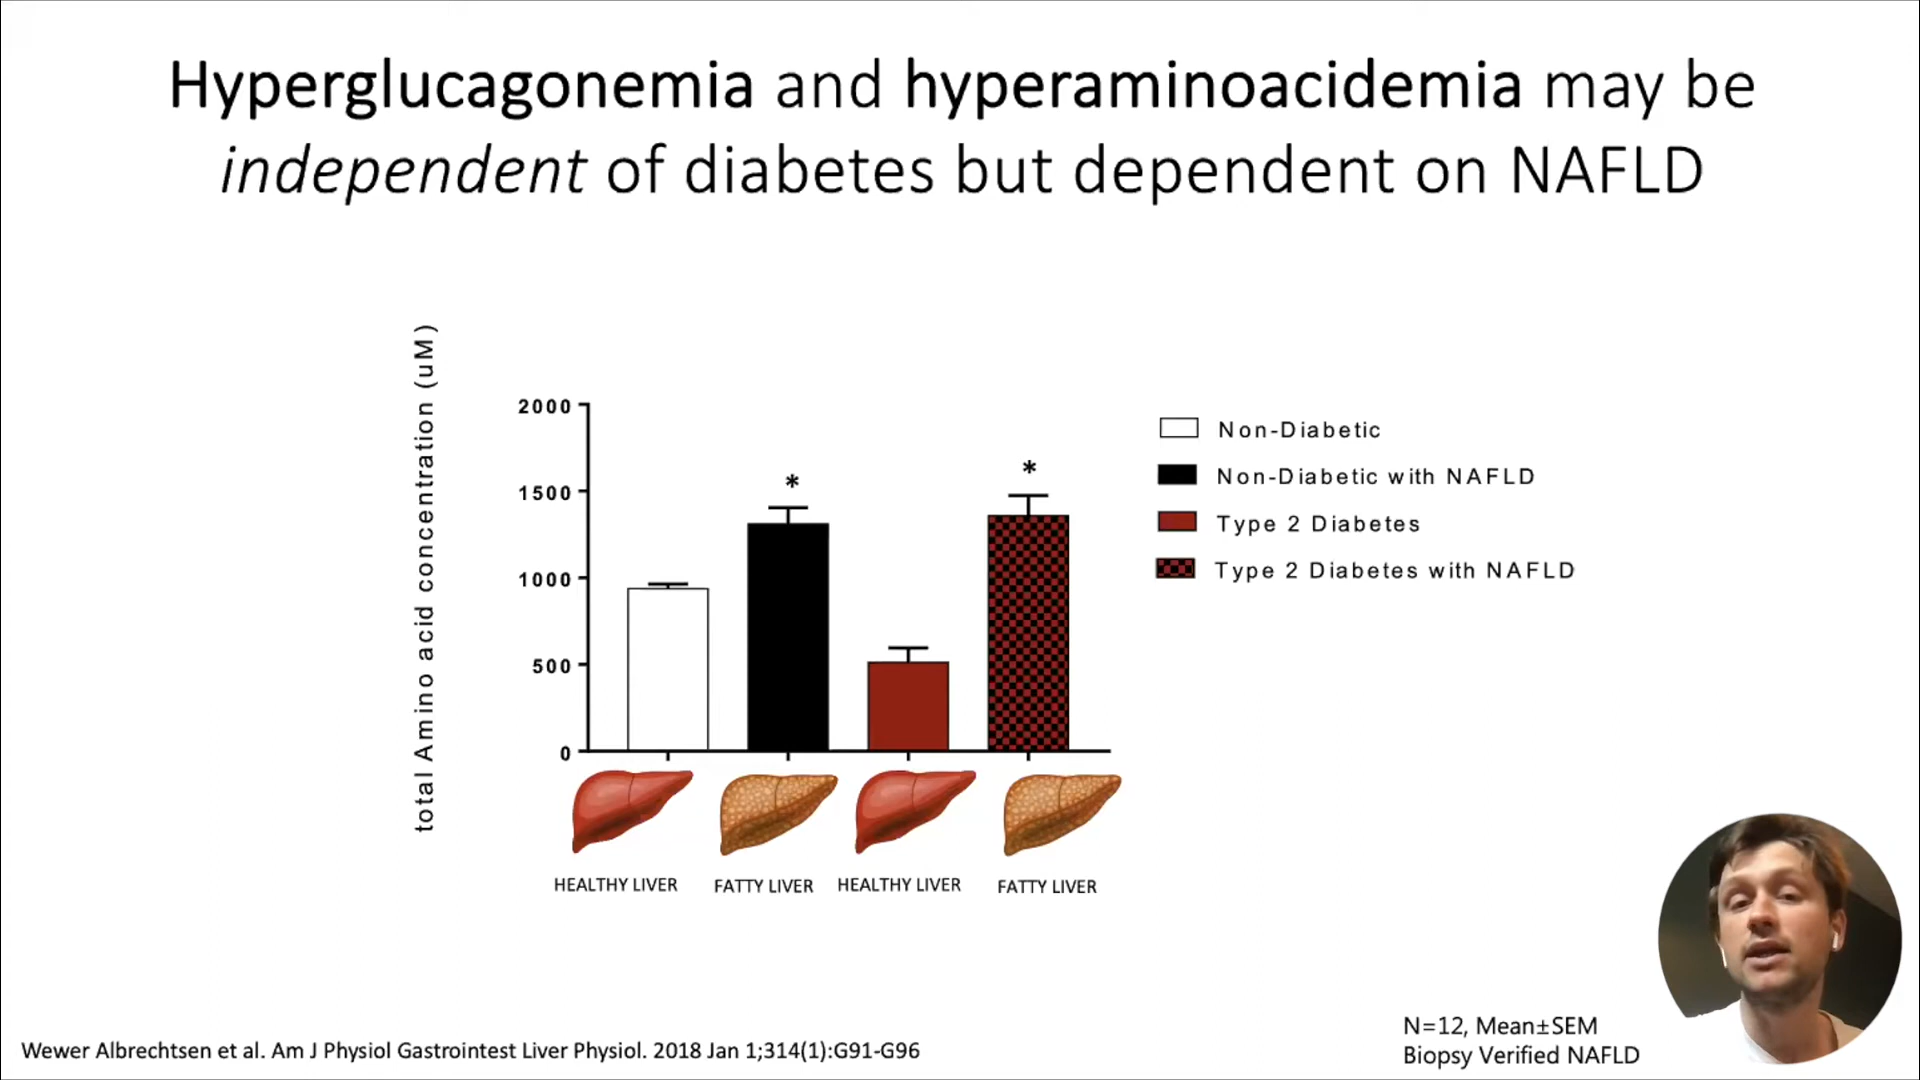 Hyperglucagonemia and hyperaminoacidemia may be
independent of diabetes but dependent on NAFLD
total Amino acid concentration (uM)
2000
1500
1000
500
0
*
*
Non-Diabetic
Non-Diabetic with NAFLD
Type 2 Diabetes
Type 2 Diabetes with NAFLD
HEALTHY LIVER
FATTY LIVER
HEALTHY LIVER
FATTY LIVER
N=12, Mean±SEM
Biopsy Verified NAFLD
Wewer Albrechtsen et al. Am J Physiol Gastrointest Liver Physiol. 2018 Jan 1;314(1):G91-G96